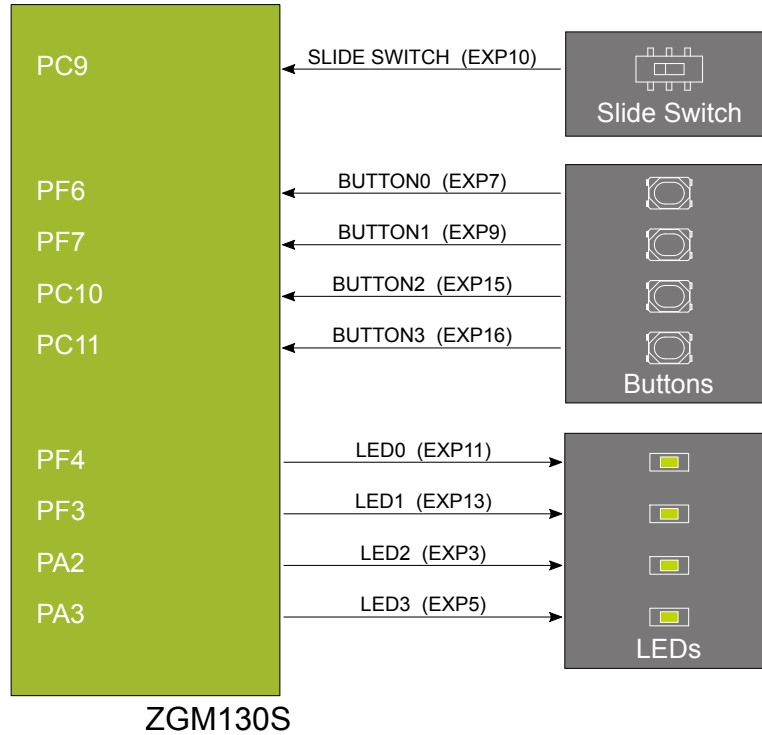 PC9
SLIDE SWITCH (EXP10)
Slide Switch
PF6
BUTTON0 (EXP7)
PF7
BUTTON1 (EXP9)
PC10
BUTTON2 (EXP15)
PC11
BUTTON3 (EXP16)
Buttons
PF4
LED0 (EXP11)
PF3
LED1 (EXP13)
PA2
LED2 (EXP3)
PA3
LED3 (EXP5)
LEDs
ZGM130S